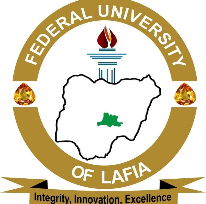 FEDERAL UNIVERSITY
OF LAFIA
Integrity, Innovation, Excellence